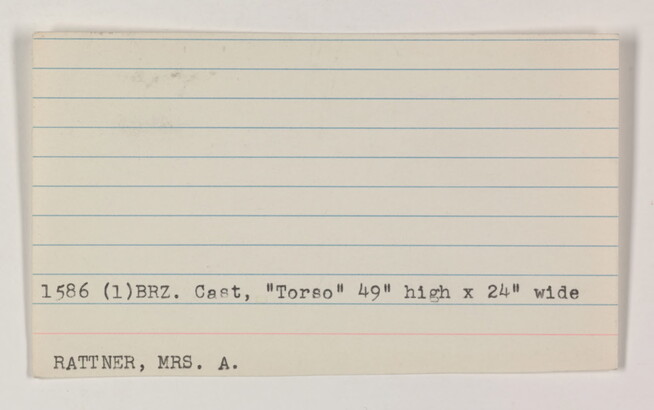 1586 (1)BRZ. Cast, "Torso" 49" high x 24" wide
RATTNER, MRS. A.